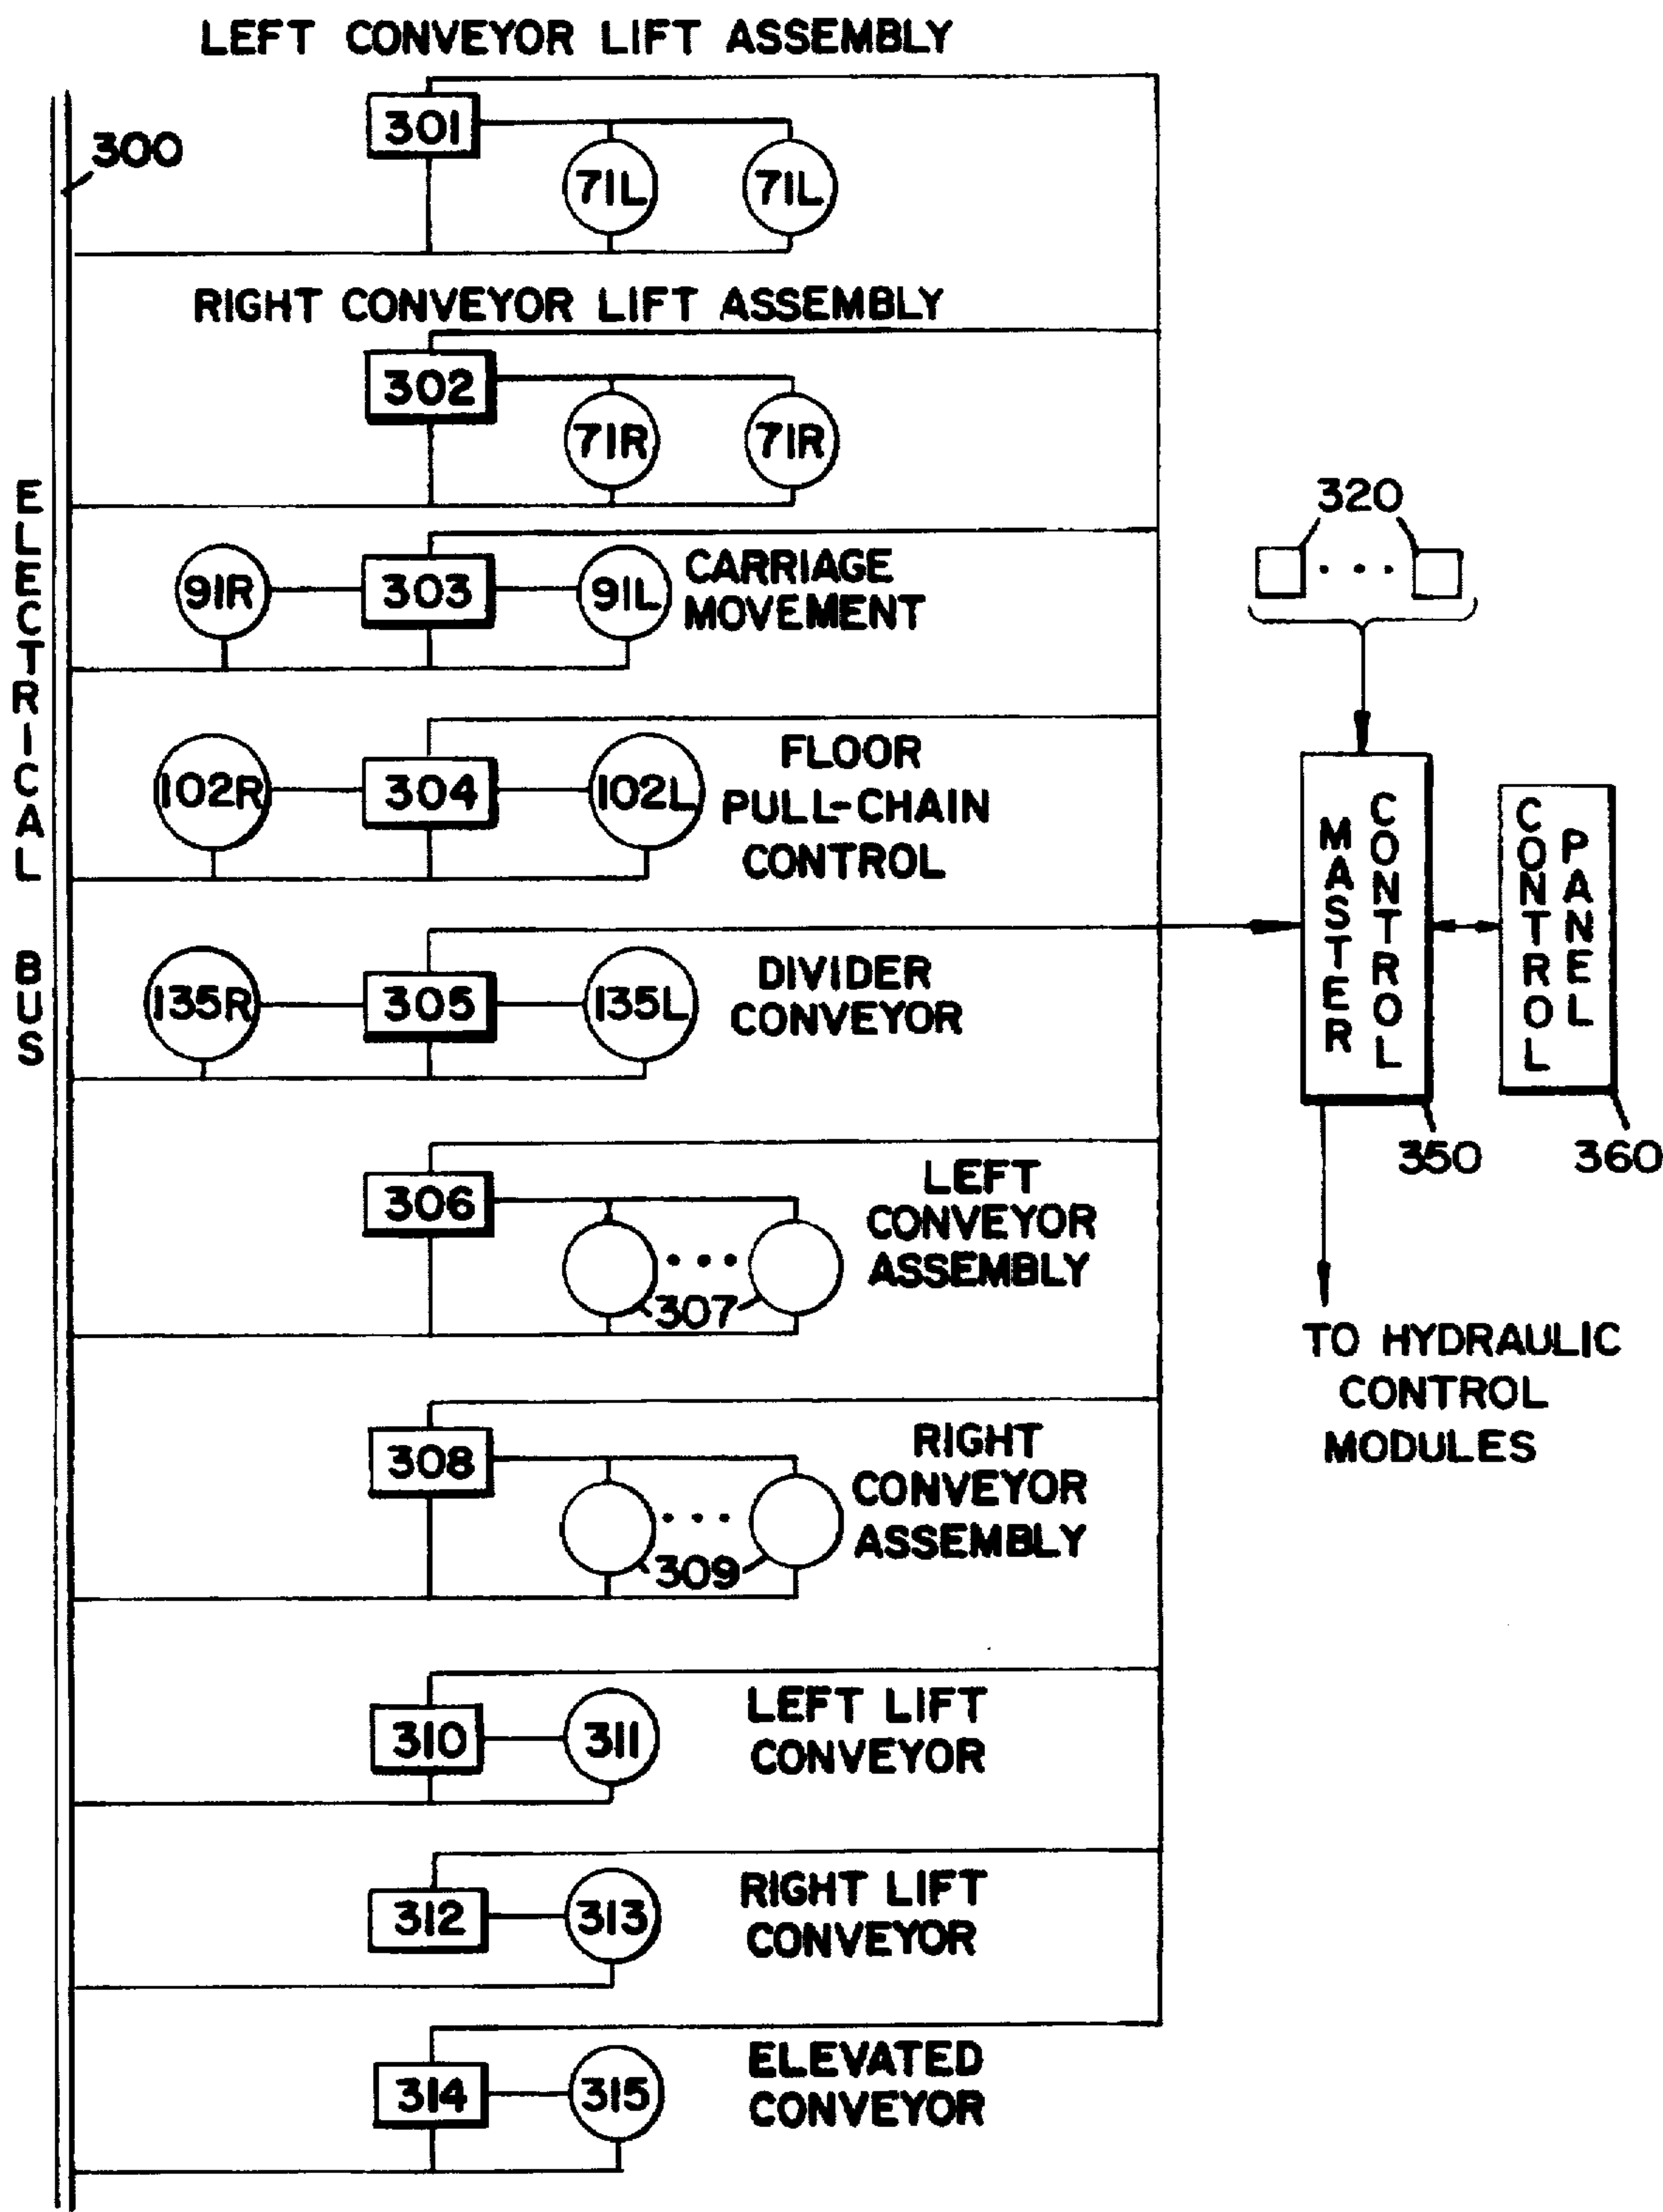 LEFT CONVEYOR LIFT ASSEMBLY
301
300
71L 71L
RIGHT CONVEYOR LIFT ASSEMBLY
302
71R 71R
ELECTRICAL BUS
320
91R 303 91L
CARRIAGE
MOVEMENT
102R 304 102L
FLOOR
PULL-CHAIN
CONTROL
MASTER
CONTROL
CONTROL
PANEL
135R 305 135L
DIVIDER
CONVEYOR
350 360
306
LEFT
CONVEYOR
ASSEMBLY
307
TO HYDRAULIC
CONTROL
MODULES
308
RIGHT
CONVEYOR
ASSEMBLY
309
310 311
LEFT LIFT
CONVEYOR
312 313
RIGHT LIFT
CONVEYOR
314 315
ELEVATED
CONVEYOR